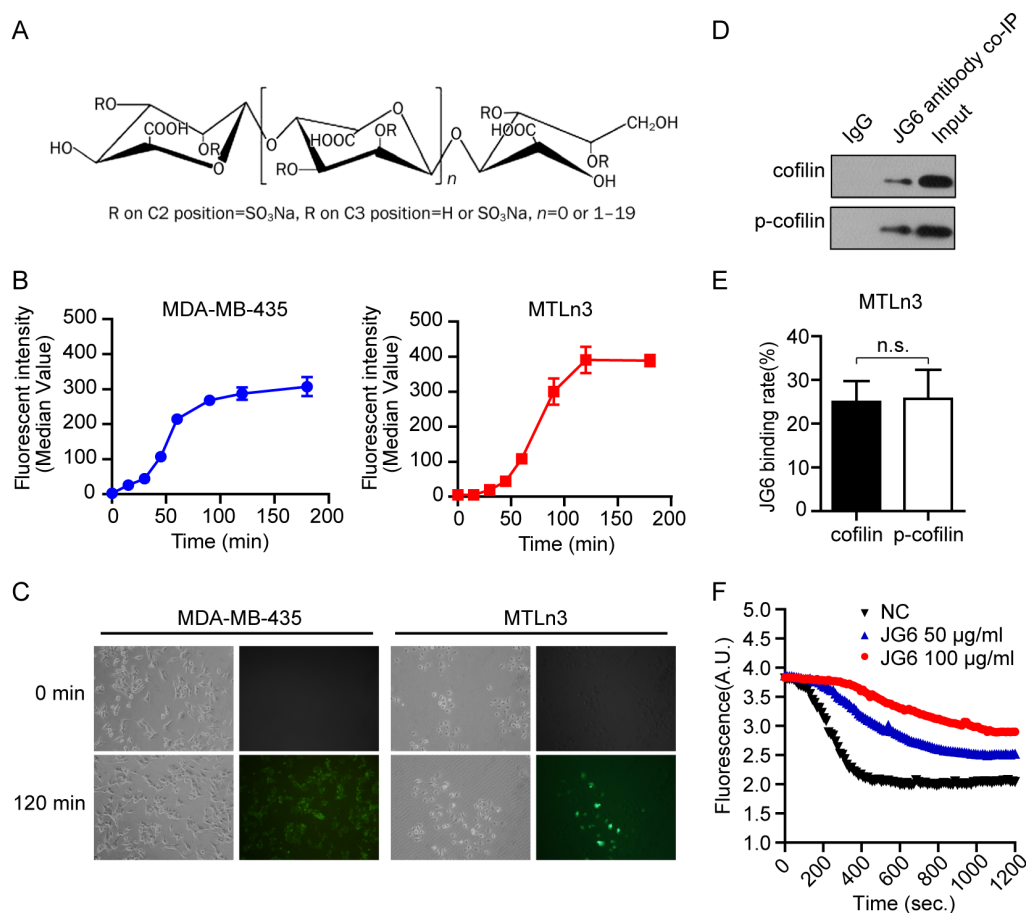 A
RO
COOH
HO
O
RO
R
O
O
HOOC
O
O
R
RO
n
O
RO
HOOC
CH₂OH
O
R
OH
R on C2 position=SO₃Na, R on C3 position=H or SO₃Na, n=0 or 1–19
B
MDA-MB-435
Fluorescent intensity
(Median Value)
500
400
300
200
100
0
0 50 100 150 200
Time (min)
MTLn3
Fluorescent intensity
(Median Value)
500
400
300
200
100
0
0 50 100 150 200
Time (min)
C
MDA-MB-435
MTLn3
0 min
120 min
D
IgG
JG6 antibody co-IP
Input
cofilin
p-cofilin
E
MTLn3
JG6 binding rate(%)
40
30
20
10
0
n.s.
cofilin p-cofilin
F
Fluorescence(A.U.)
5.0
4.5
4.0
3.5
3.0
2.5
2.0
1.5
1.0
NC
JG6 50 µg/ml
JG6 100 µg/ml
0 200 400 600 800 1000 1200
Time (sec.)